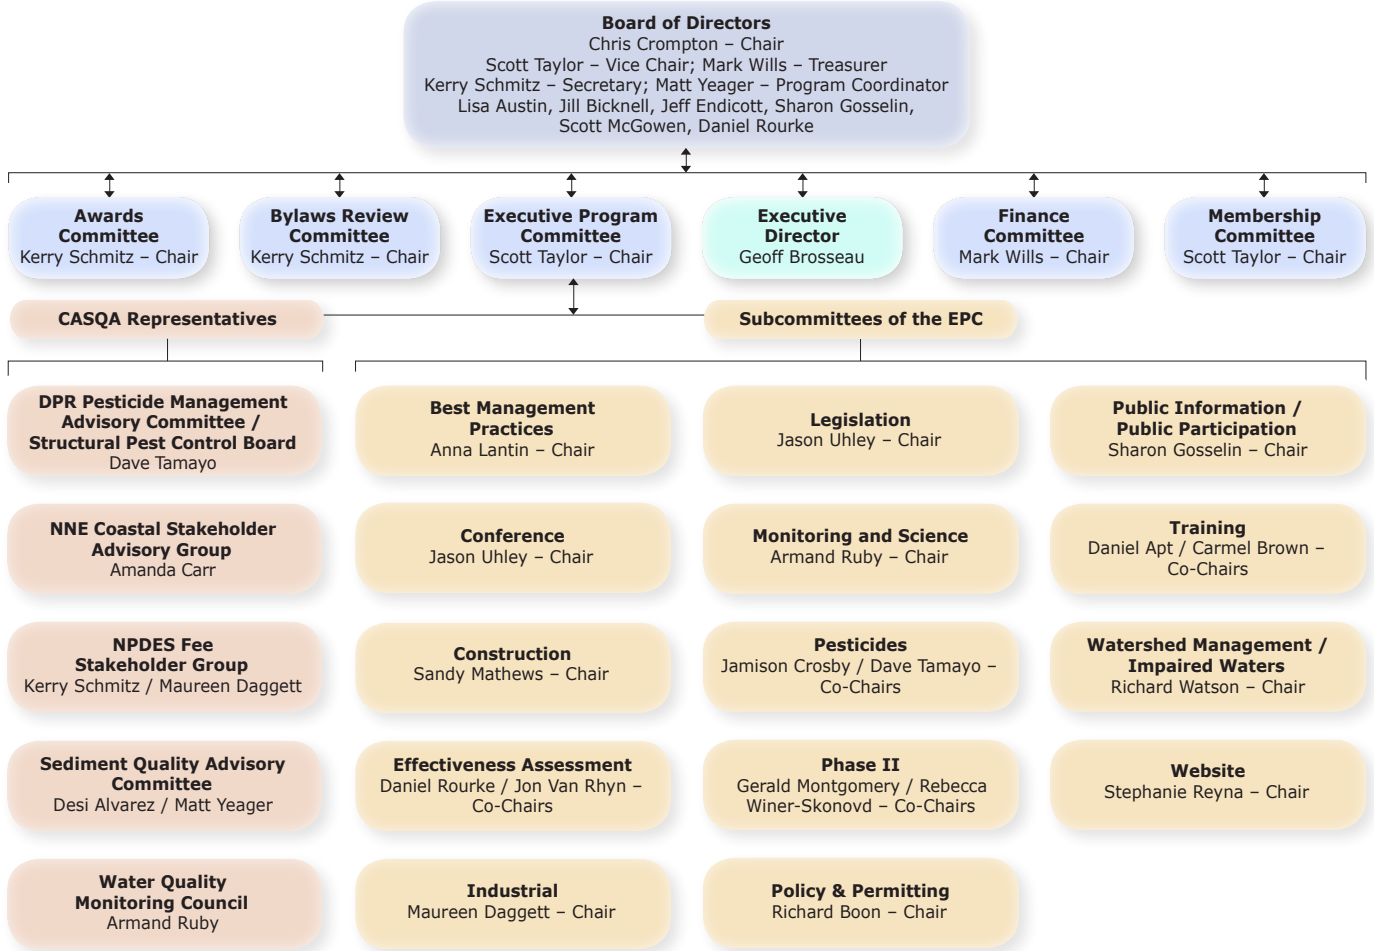 Board of Directors
Chris Crompton – Chair
Scott Taylor – Vice Chair; Mark Wills – Treasurer
Kerry Schmitz – Secretary; Matt Yeager – Program Coordinator
Lisa Austin, Jill Bicknell, Jeff Endicott, Sharon Gosselin,
Scott McGowen, Daniel Rourke
Awards
Committee
Kerry Schmitz – Chair
Bylaws Review
Committee
Kerry Schmitz – Chair
Executive Program
Committee
Scott Taylor – Chair
Executive
Director
Geoff Brosseau
Finance
Committee
Mark Wills – Chair
Membership
Committee
Scott Taylor – Chair
CASQA Representatives
Subcommittees of the EPC
DPR Pesticide Management
Advisory Committee /
Structural Pest Control Board
Dave Tamayo
NNE Coastal Stakeholder
Advisory Group
Amanda Carr
NPDES Fee
Stakeholder Group
Kerry Schmitz / Maureen Daggett
Sediment Quality Advisory
Committee
Desi Alvarez / Matt Yeager
Water Quality
Monitoring Council
Armand Ruby
Best Management
Practices
Anna Lantin – Chair
Conference
Jason Uhley – Chair
Construction
Sandy Mathews – Chair
Effectiveness Assessment
Daniel Rourke / Jon Van Rhyn –
Co-Chairs
Industrial
Maureen Daggett – Chair
Legislation
Jason Uhley – Chair
Monitoring and Science
Armand Ruby – Chair
Pesticides
Jamison Crosby / Dave Tamayo –
Co-Chairs
Phase II
Gerald Montgomery / Rebecca
Winer-Skonovd – Co-Chairs
Policy & Permitting
Richard Boon – Chair
Public Information /
Public Participation
Sharon Gosselin – Chair
Training
Daniel Apt / Carmel Brown –
Co-Chairs
Watershed Management /
Impaired Waters
Richard Watson – Chair
Website
Stephanie Reyna – Chair